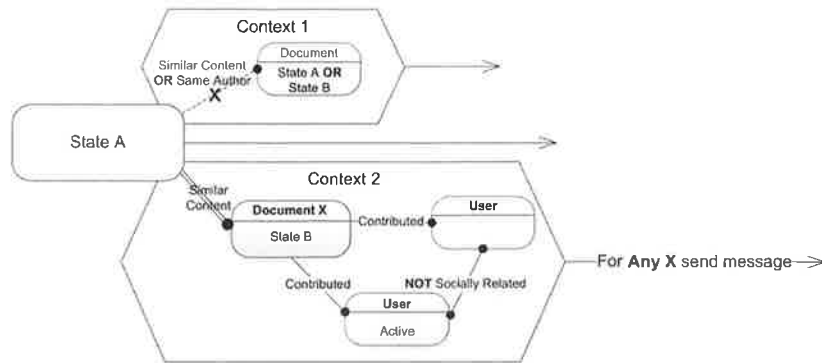 Context 1
Similar Content
OR Same Author
X
Document
State A OR
State B
State A
Context 2
Similar
Content
Document X
State B
Contributed
User
Contributed
NOT Socially Related
User
Active
For Any X send message